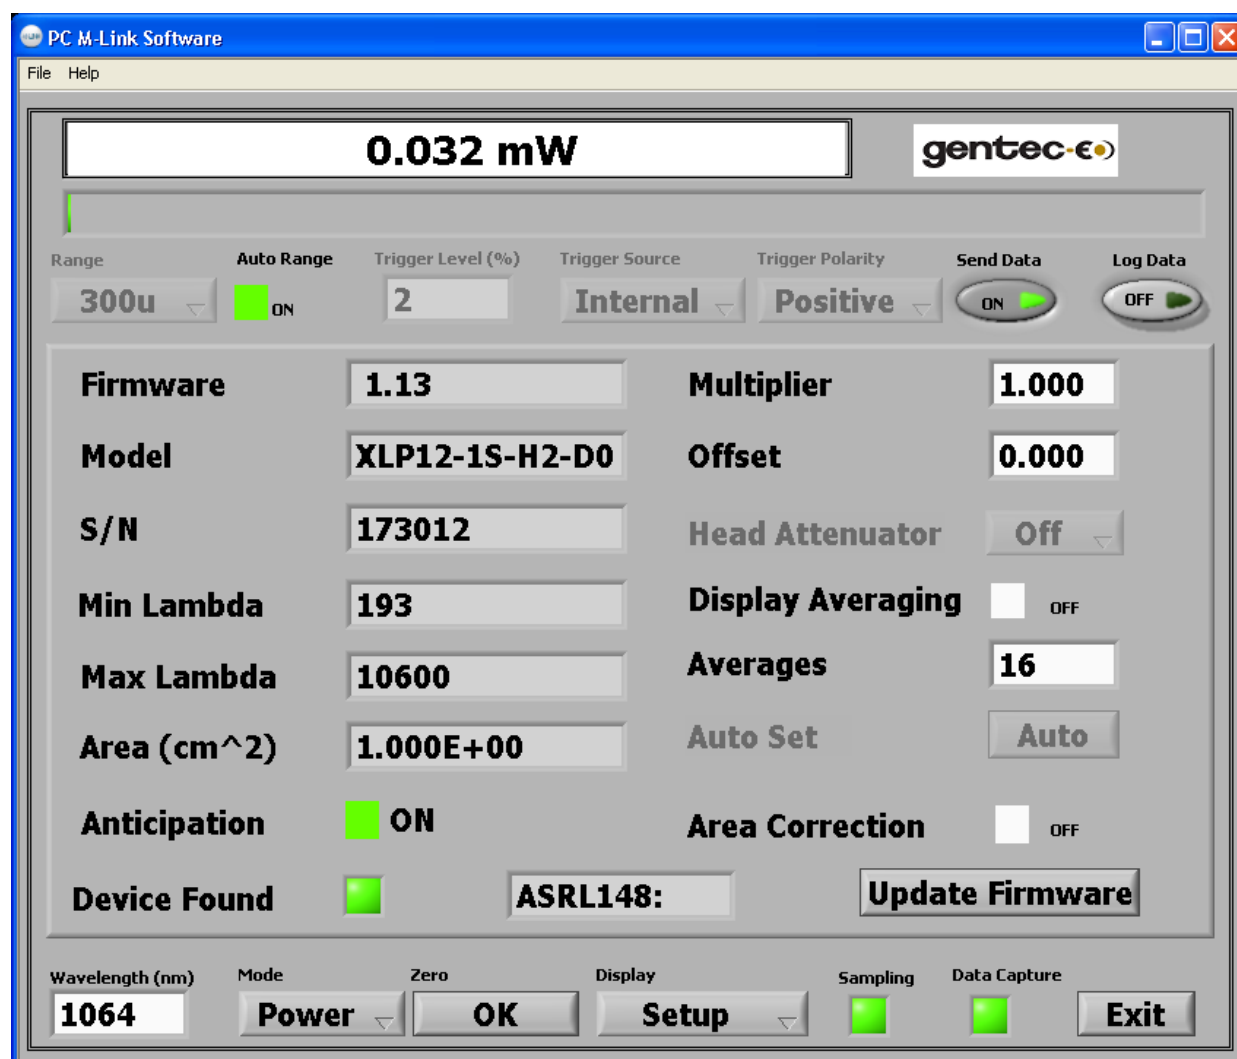 PC M-Link Software
File Help
0.032 mW
gentec-eo
Range Auto Range Trigger Level (%) Trigger Source Trigger Polarity Send Data Log Data
300u ON 2 Internal Positive ON OFF
Firmware 1.13 Multiplier 1.000
Model XLP12-1S-H2-D0 Offset 0.000
S/N 173012 Head Attenuator Off
Min Lambda 193 Display Averaging OFF
Max Lambda 10600 Averages 16
Area (cm^2) 1.000E+00 Auto Set Auto
Anticipation ON Area Correction OFF
Device Found ASRL148: Update Firmware
Wavelength (nm) Mode Zero Display Sampling Data Capture
1064 Power OK Setup Exit